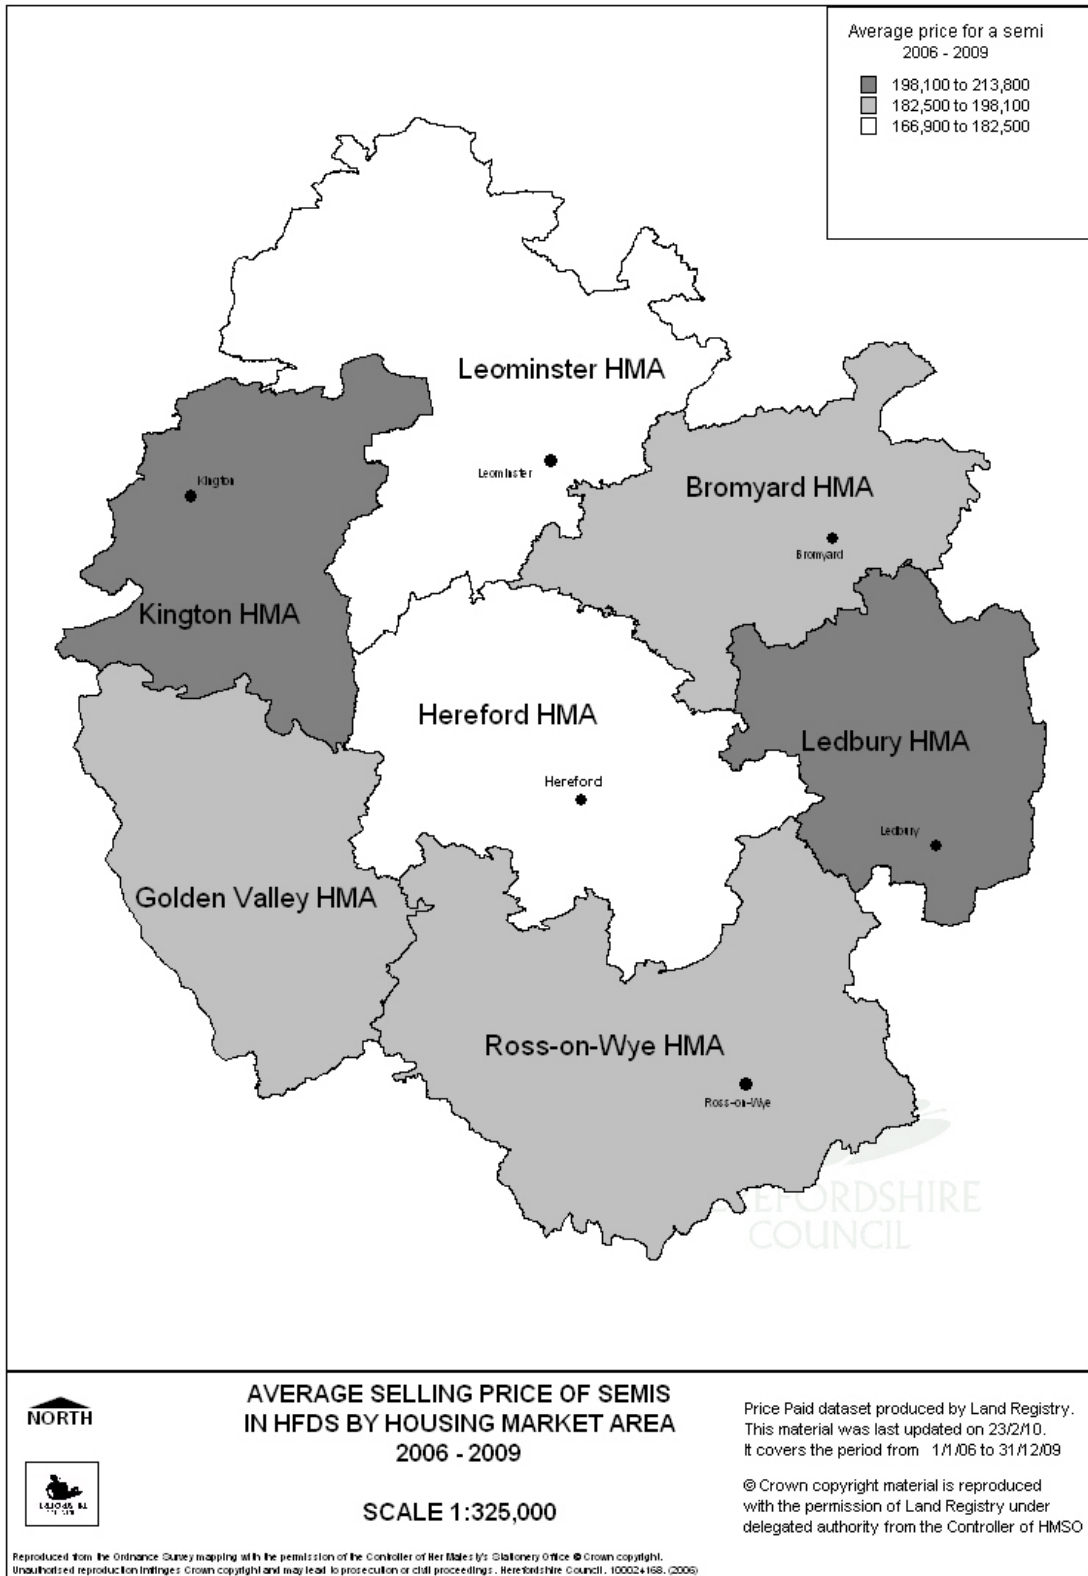 Average price for a semi
2006 - 2009
198,100 to 213,800
182,500 to 198,100
166,900 to 182,500
Leominster HMA
Leominster
Kington
Bromyard HMA
Bromyard
Kington HMA
Hereford HMA
Ledbury HMA
Hereford
Ledbury
Golden Valley HMA
Ross-on-Wye HMA
Ross-on-Wye
HEREFORDSHIRE
COUNCIL
NORTH
AVERAGE SELLING PRICE OF SEMIS
IN HFDS BY HOUSING MARKET AREA
2006 - 2009
SCALE 1:325,000
Price Paid dataset produced by Land Registry.
This material was last updated on 23/2/10.
It covers the period from 1/1/06 to 31/12/09
© Crown copyright material is reproduced
with the permission of Land Registry under
delegated authority from the Controller of HMSO
Reproduced from the Ordnance Survey mapping with the permission of the Controller of Her Majesty's Stationery Office © Crown copyright.
Unauthorised reproduction infringes Crown copyright and may lead to prosecution or civil proceedings. Herefordshire Council. 100024168. (2006)